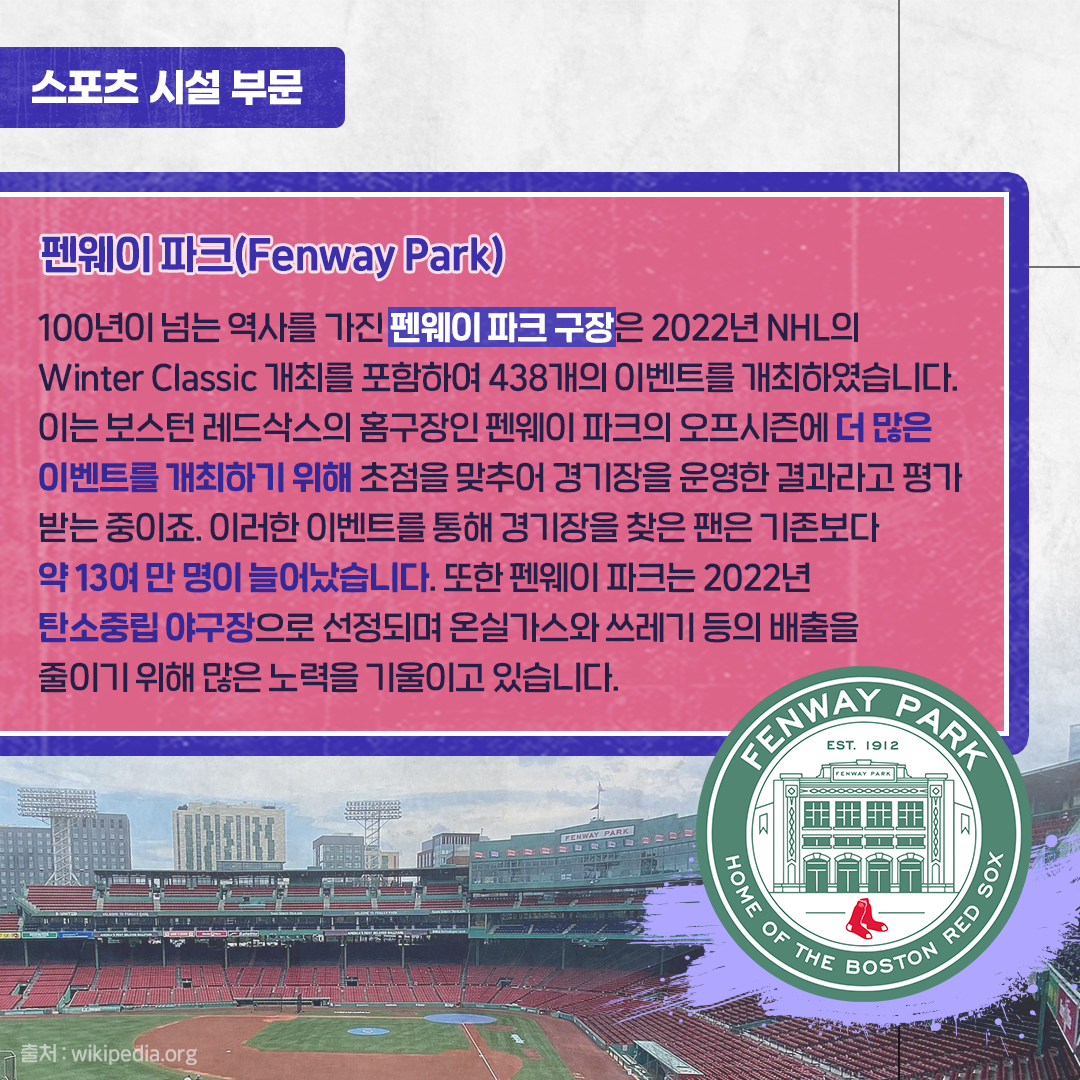 스포츠 시설 부문
펜웨이 파크(Fenway Park)
100년이 넘는 역사를 가진 펜웨이 파크 구장은 2022년 NHL의
Winter Classic 개최를 포함하여 438개의 이벤트를 개최하였습니다.
이는 보스턴 레드삭스의 홈구장인 펜웨이 파크의 오프시즌에 더 많은
이벤트를 개최하기 위해 초점을 맞추어 경기장을 운영한 결과라고 평가
받는 중이죠. 이러한 이벤트를 통해 경기장을 찾은 팬은 기존보다
약 13여 만 명이 늘어났습니다. 또한 펜웨이 파크는 2022년
탄소중립 야구장으로 선정되며 온실가스와 쓰레기 등의 배출을
줄이기 위해 많은 노력을 기울이고 있습니다.
FENWAY PARK
EST. 1912
FENWAY PARK
HOME OF THE BOSTON RED SOX
FENWAY PARK
출처 : wikipedia.org